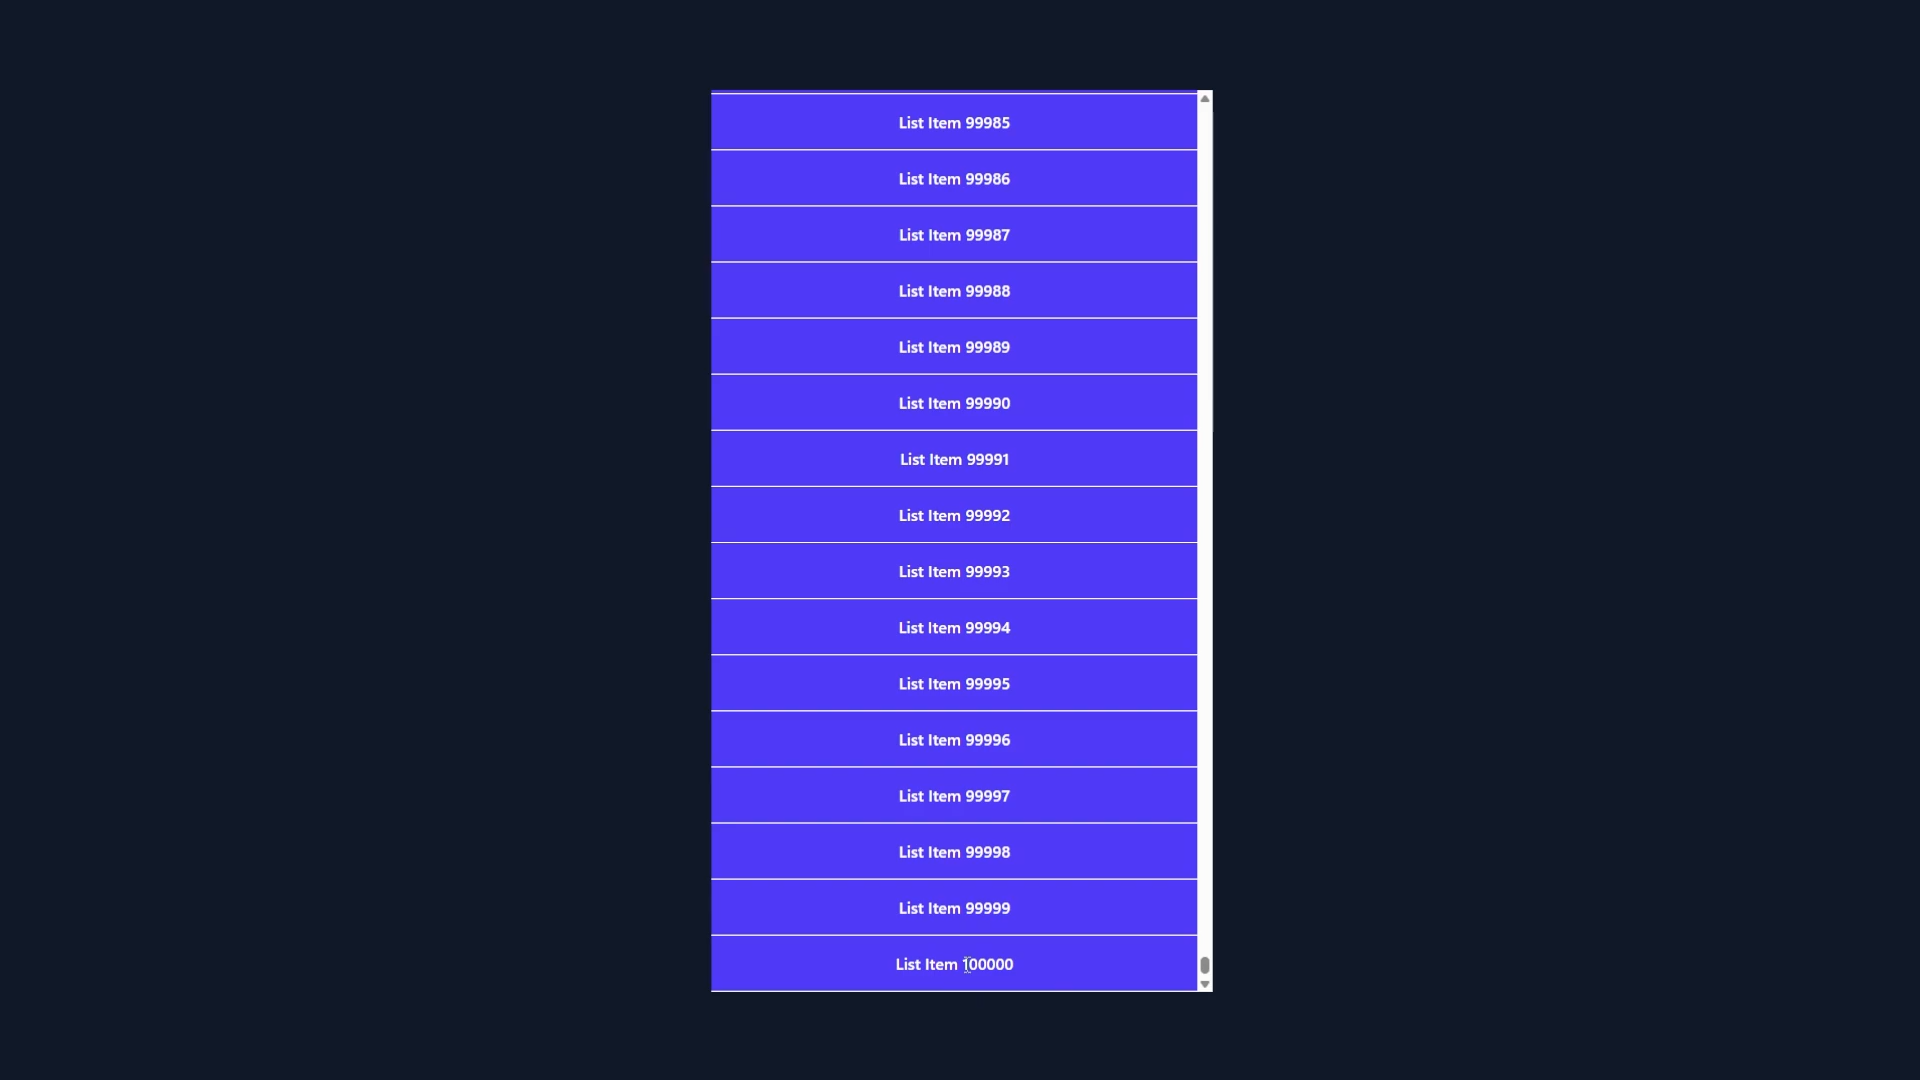 List Item 99985
List Item 99986
List Item 99987
List Item 99988
List Item 99989
List Item 99990
List Item 99991
List Item 99992
List Item 99993
List Item 99994
List Item 99995
List Item 99996
List Item 99997
List Item 99998
List Item 99999
List Item 100000